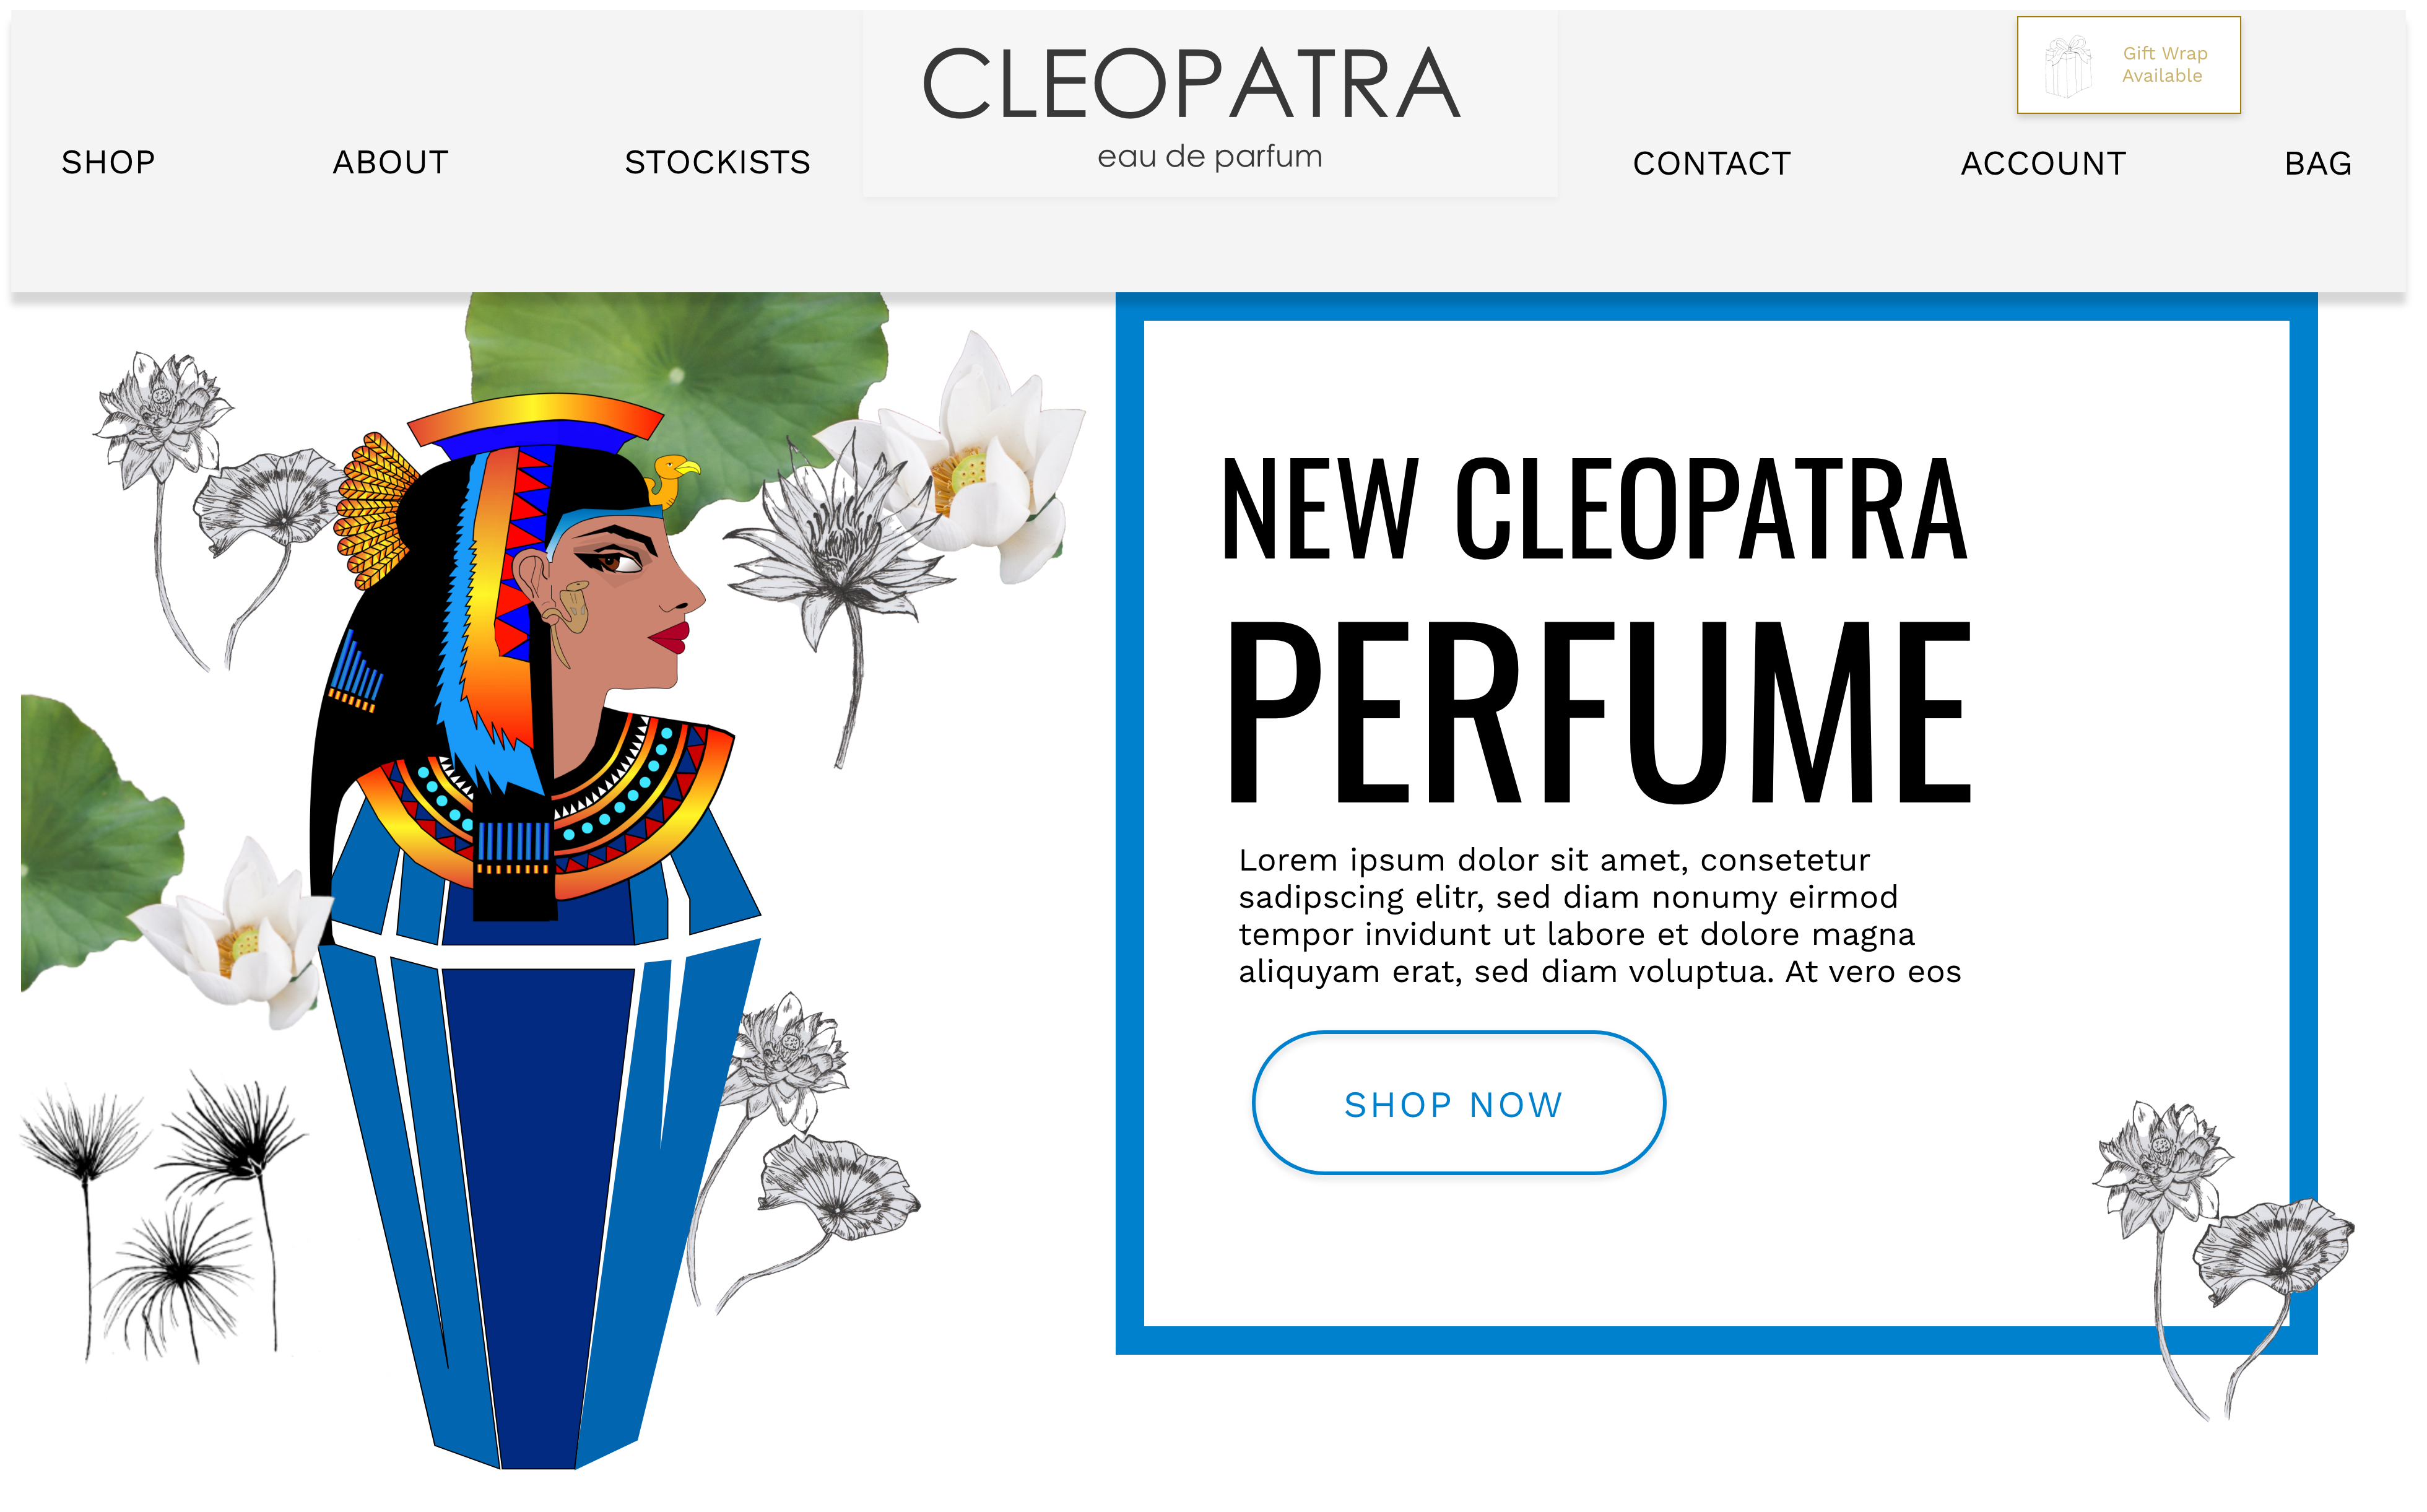 CLEOPATRA
eau de parfum
Gift Wrap
Available
SHOP
ABOUT
STOCKISTS
CONTACT
ACCOUNT
BAG
NEW CLEOPATRA
PERFUME
Lorem ipsum dolor sit amet, consetetur
sadipscing elitr, sed diam nonumy eirmod
tempor invidunt ut labore et dolore magna
aliquyam erat, sed diam voluptua. At vero eos
SHOP NOW